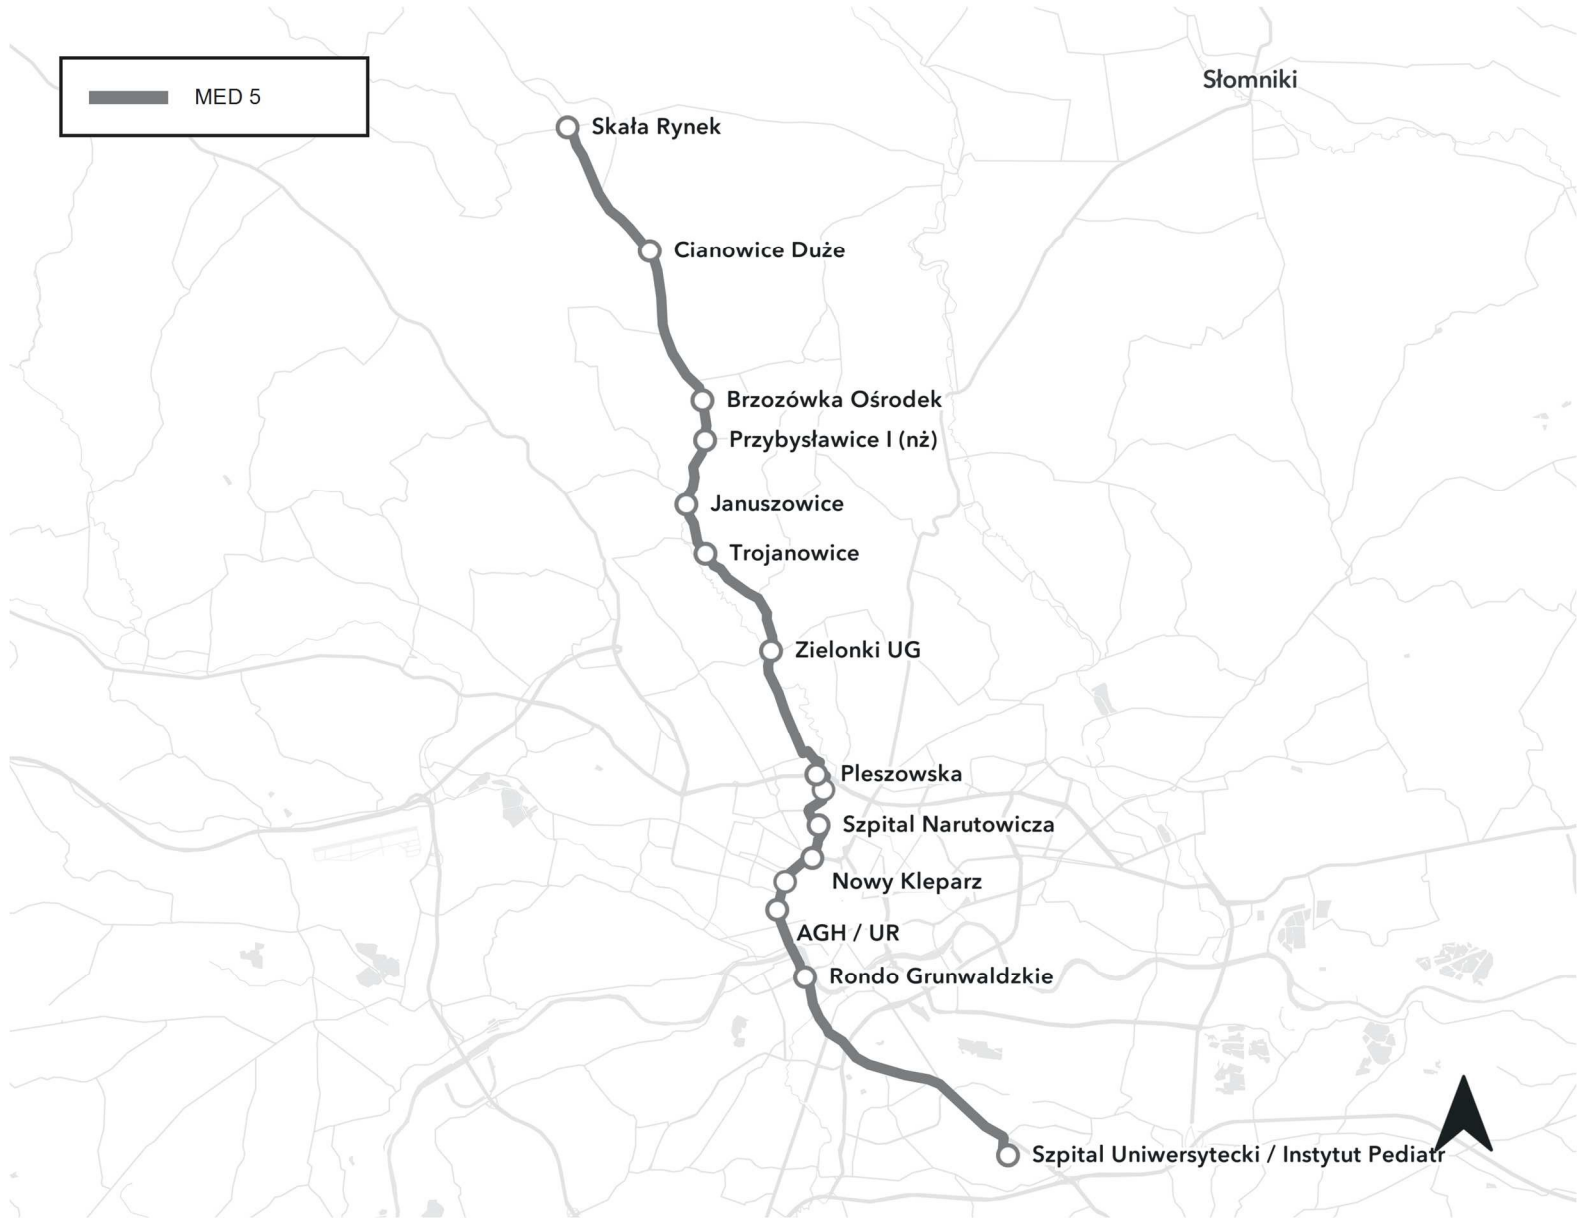 MED 5
Słomniki
Skała Rynek
Cianowice Duże
Brzozówka Ośrodek
Przybysławice I (nż)
Januszowice
Trojanowice
Zielonki UG
Pleszowska
Szpital Narutowicza
Nowy Kleparz
AGH / UR
Rondo Grunwaldzkie
Szpital Uniwersytecki / Instytut Pediatr